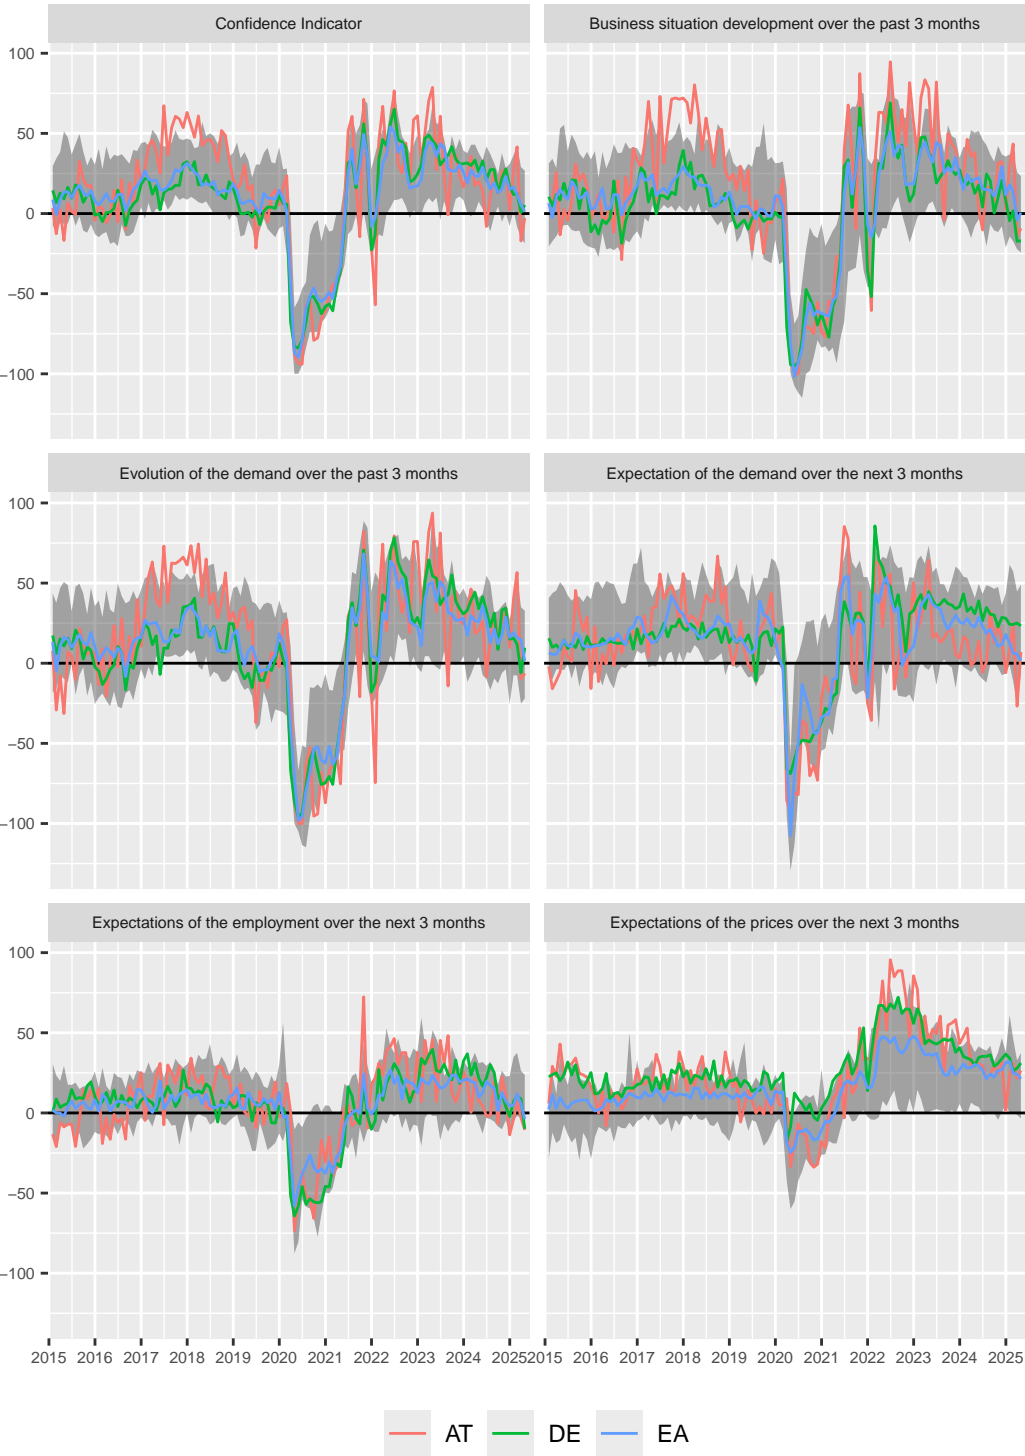 Confidence Indicator
Business situation development over the past 3 months
100
50
0
−50
−100
Evolution of the demand over the past 3 months
Expectation of the demand over the next 3 months
100
50
0
−50
−100
Expectations of the employment over the next 3 months
Expectations of the prices over the next 3 months
100
50
0
−50
−100
2015 2016 2017 2018 2019 2020 2021 2022 2023 2024 2025
2015 2016 2017 2018 2019 2020 2021 2022 2023 2024 2025
AT DE EA